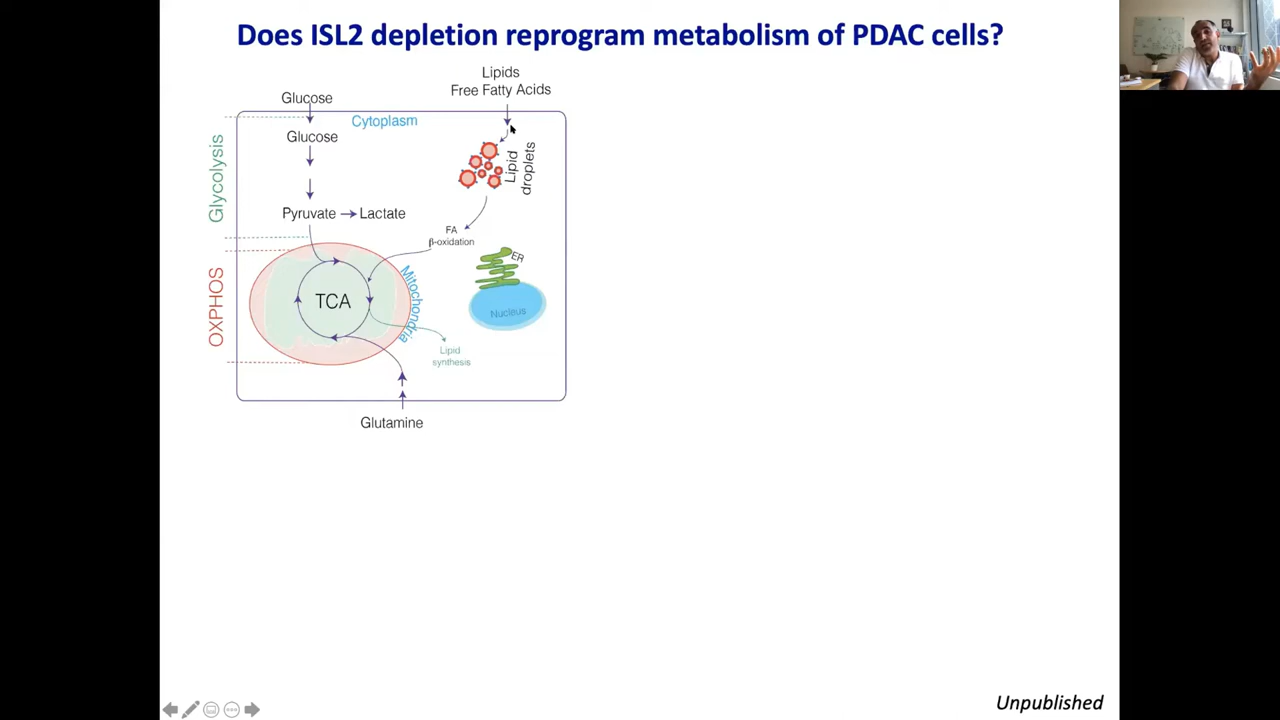 Does ISL2 depletion reprogram metabolism of PDAC cells?
Lipids
Free Fatty Acids
Glucose
Cytoplasm
Glucose
Glycolysis
Lipid
droplets
Pyruvate
Lactate
FA
β-oxidation
ER
Mitochondria
OXPHOS
TCA
Nucleus
Lipid
synthesis
Glutamine
Unpublished